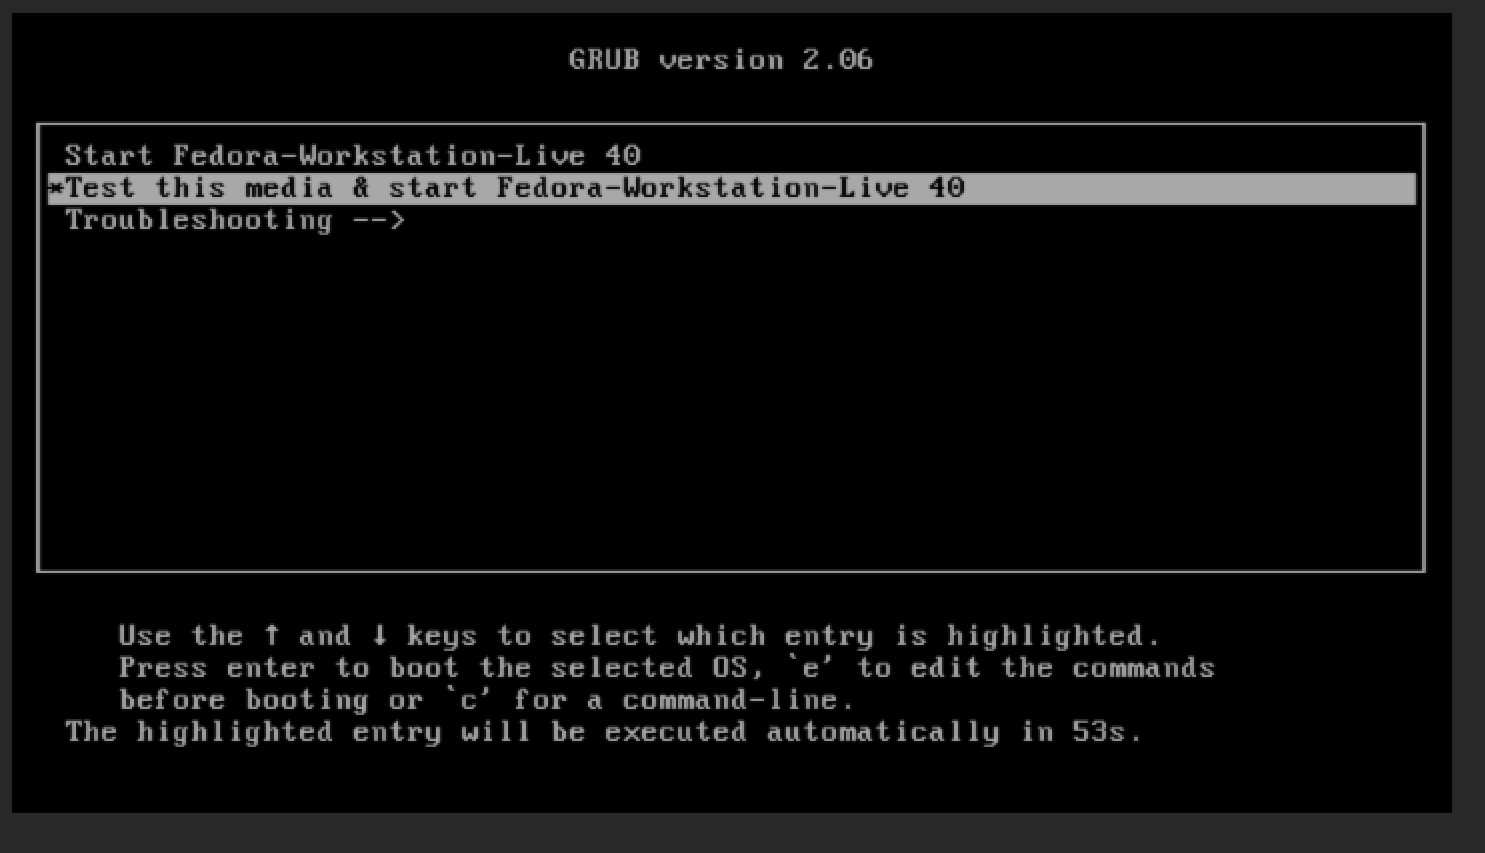 GRUB version 2.06
Start Fedora-Workstation-Live 40
*Test this media & start Fedora-Workstation-Live 40
Troubleshooting -->
Use the ↑ and ↓ keys to select which entry is highlighted.
Press enter to boot the selected OS, `e' to edit the commands
before booting or `c' for a command-line.
The highlighted entry will be executed automatically in 53s.